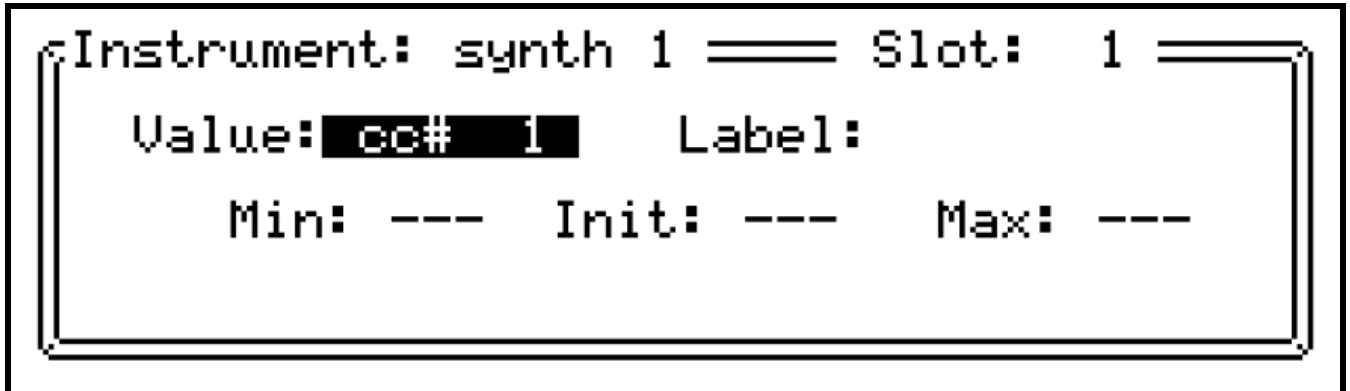 Instrument: synth 1 Slot: 1
Value: cc# 1 Label:
Min: --- Init: --- Max: ---